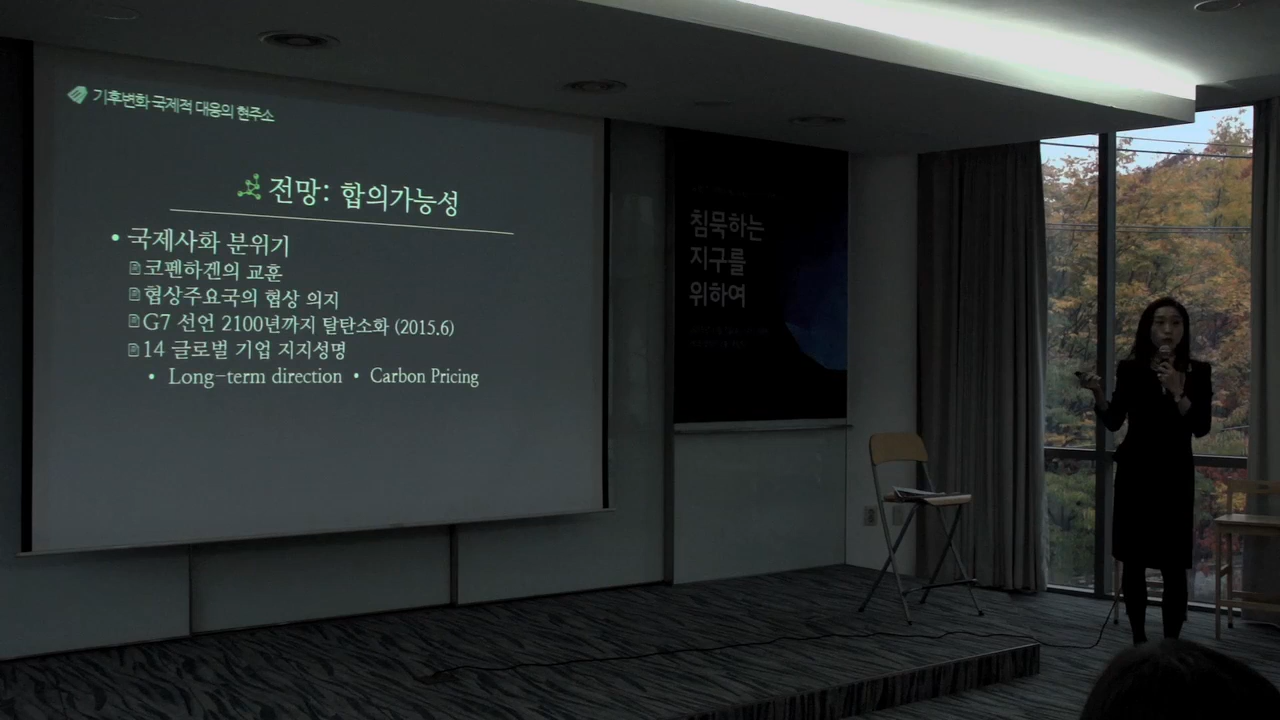 기후변화 국제적 대응의 현주소
전망: 합의가능성
• 국제사화 분위기
코펜하겐의 교훈
협상주요국의 협상 의지
G7 선언 2100년까지 탈탄소화 (2015.6)
14 글로벌 기업 지지성명
• Long-term direction • Carbon Pricing
침묵하는
지구를
위하여